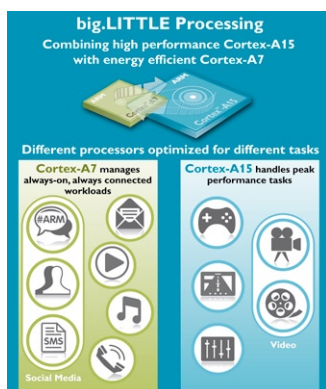 big.LITTLE Processing
Combining high performance Cortex-A15
with energy efficient Cortex-A7
ARM
ARM
Cortex-A15
Different processors optimized for different tasks
Cortex-A7 manages
always-on, always connected
workloads
#ARM
SMS
Social Media
Cortex-A15 handles peak
performance tasks
Video